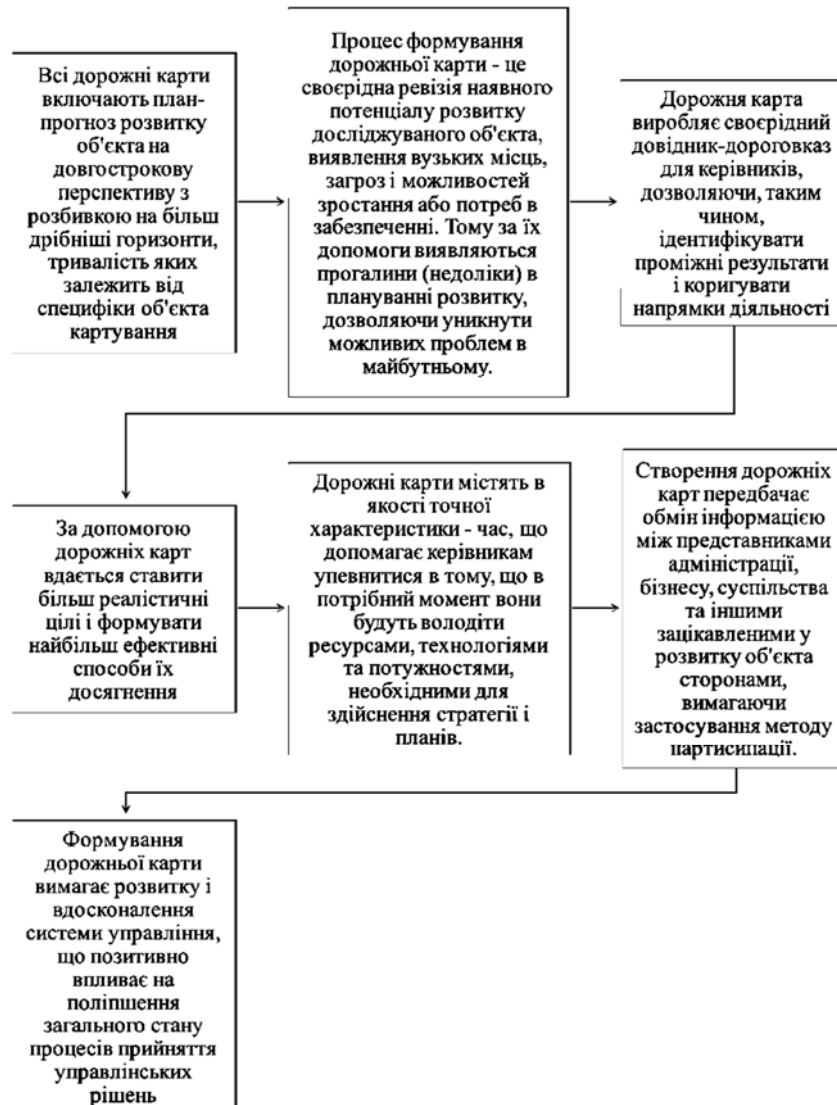 Всі дорожні карти
включають план-
прогноз розвитку
об'єкта на
довгострокову
перспективу з
розбивкою на більш
дрібніші горизонти,
тривалість яких
залежить від
специфіки об'єкта
картування
Процес формування
дорожньої карти - це
своєрідна ревізія наявного
потенціалу розвитку
досліджуваного об'єкта,
виявлення вузьких місць,
загроз і можливостей
зростання або потреб в
забезпеченні. Тому за їх
допомоги виявляються
прогалини (недоліки) в
плануванні розвитку,
дозволяючи уникнути
можливих проблем в
майбутньому.
Дорожня карта
виробляє своєрідний
довідник-дороговказ
для керівників,
дозволяючи, таким
чином,
ідентифікувати
проміжні результати
і коригувати
напрямки діяльності
За допомогою
дорожніх карт
вдається ставити
більш реалістичні
цілі і формувати
найбільш ефективні
способи їх
досягнення
Дорожні карти містять в
якості точної
характеристики - час, що
допомагає керівникам
упевнитися в тому, що в
потрібний момент вони
будуть володіти
ресурсами, технологіями
та потужностями,
необхідними для
здійснення стратегії і
планів.
Створення дорожніх
карт передбачає
обмін інформацією
між представниками
адміністрації,
бізнесу, суспільства
та іншими
зацікавленими у
розвитку об'єкта
сторонами,
вимагаючи
застосування методу
партисипації.
Формування
дорожньої карти
вимагає розвитку і
вдосконалення
системи управління,
що позитивно
впливає на
поліпшення
загального стану
процесів прийняття
управлінських
рішень